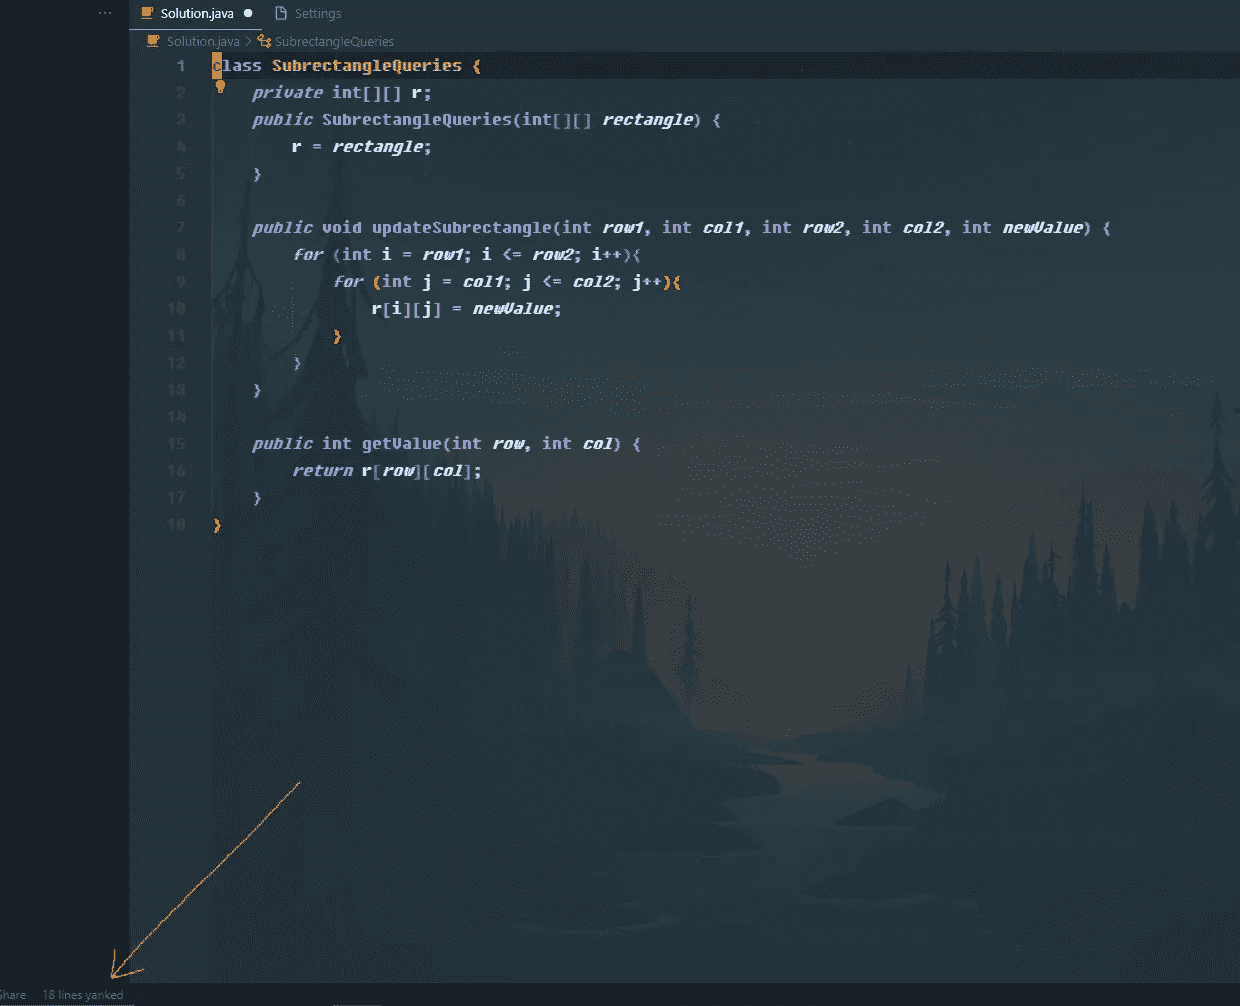 ... Solution.java ● Settings
Solution.java > SubrectangleQueries
1 class SubrectangleQueries {
2 private int[][] r;
3 public SubrectangleQueries(int[][] rectangle) {
4 r = rectangle;
5 }
6
7 public void updateSubrectangle(int row1, int col1, int row2, int col2, int newValue) {
8 for (int i = row1; i <= row2; i++){
9 for (int j = col1; j <= col2; j++){
10 r[i][j] = newValue;
11 }
12 }
13 }
14
15 public int getValue(int row, int col) {
16 return r[row][col];
17 }
18 }
Share 18 lines yanked